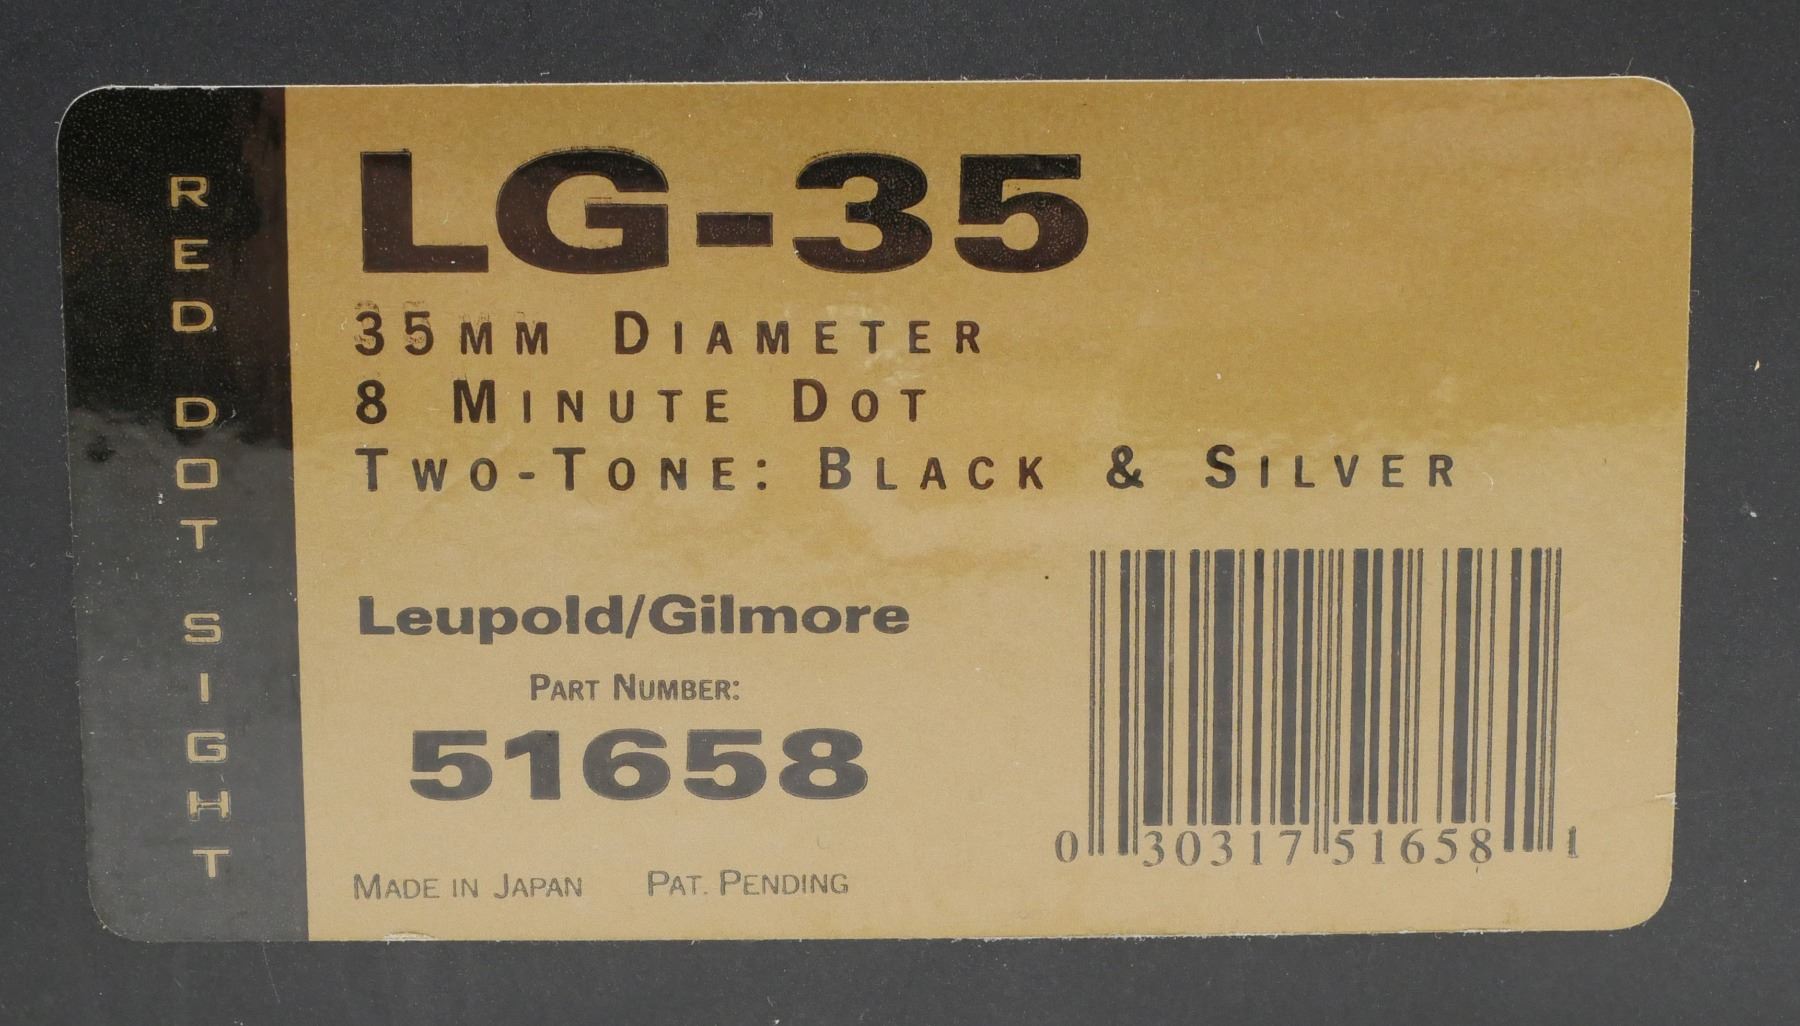 RED DOT SIGHT
LG-35
35MM DIAMETER
8 MINUTE DOT
TWO-TONE: BLACK & SILVER
Leupold/Gilmore
PART NUMBER:
51658
MADE IN JAPAN PAT. PENDING
0 30317 51658 1